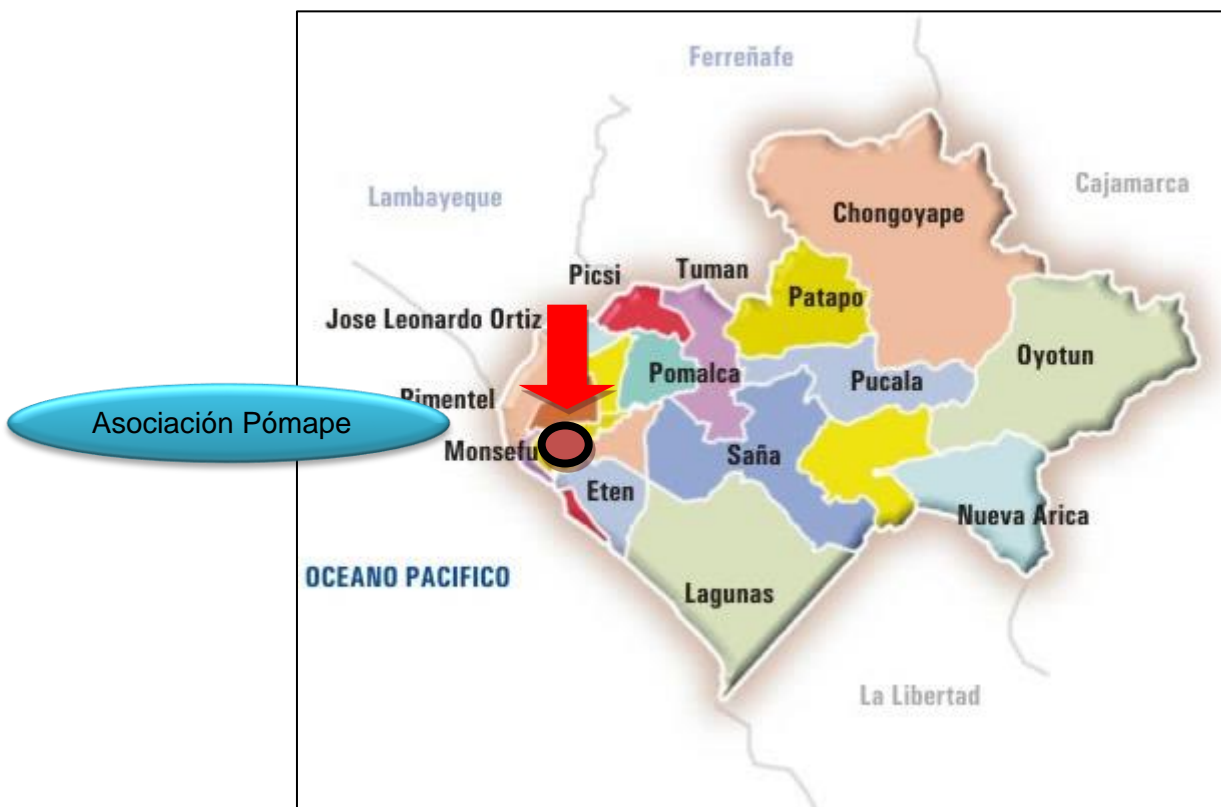 Ferreñafe
Cajamarca
Lambayeque
Chongoyape
Picsi
Tuman
Patapo
Jose Leonardo Ortiz
Oyotun
Pomalca
Pucala
Pimentel
Asociación Pómape
Monsefu
Saña
Eten
Nueva Arica
OCEANO PACIFICO
Lagunas
La Libertad